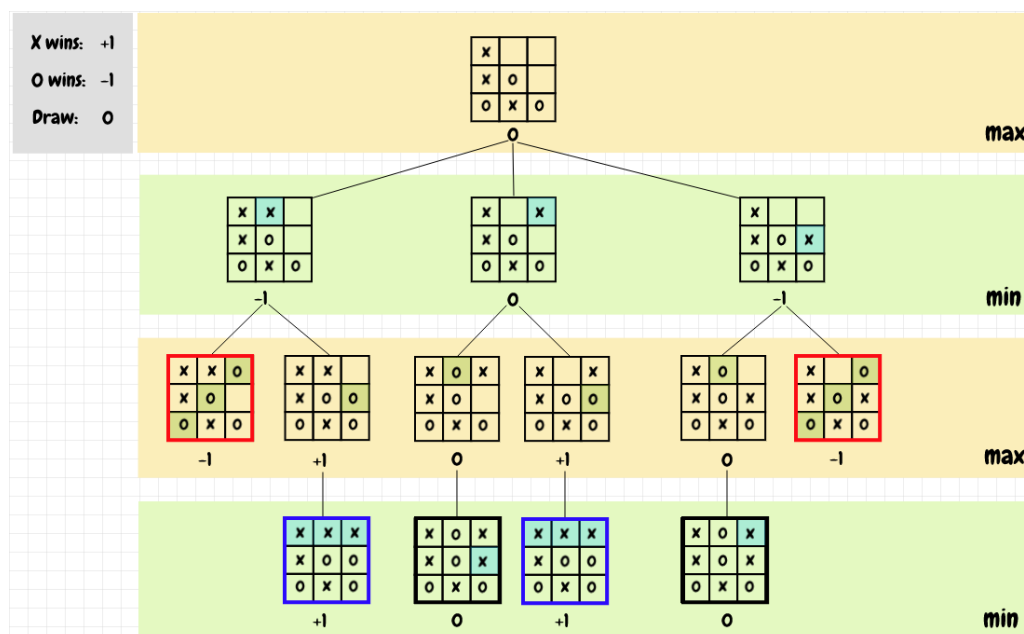 X wins: +1
O wins: -1
Draw: 0
X
X O
O X O
0
max
X X
X O
O X O
-1
X X
X O
O X O
0
X
X O X
O X O
-1
min
X X O
X O
O X O
-1
X X
X O O
O X O
+1
X O X
X O
O X O
0
X X
X O O
O X O
+1
X O
X O X
O X O
0
X O
X O X
O X O
-1
max
X X X
X O O
O X O
+1
X O X
X O X
O X O
0
X X X
X O O
O X O
+1
X O X
X O X
O X O
0
min